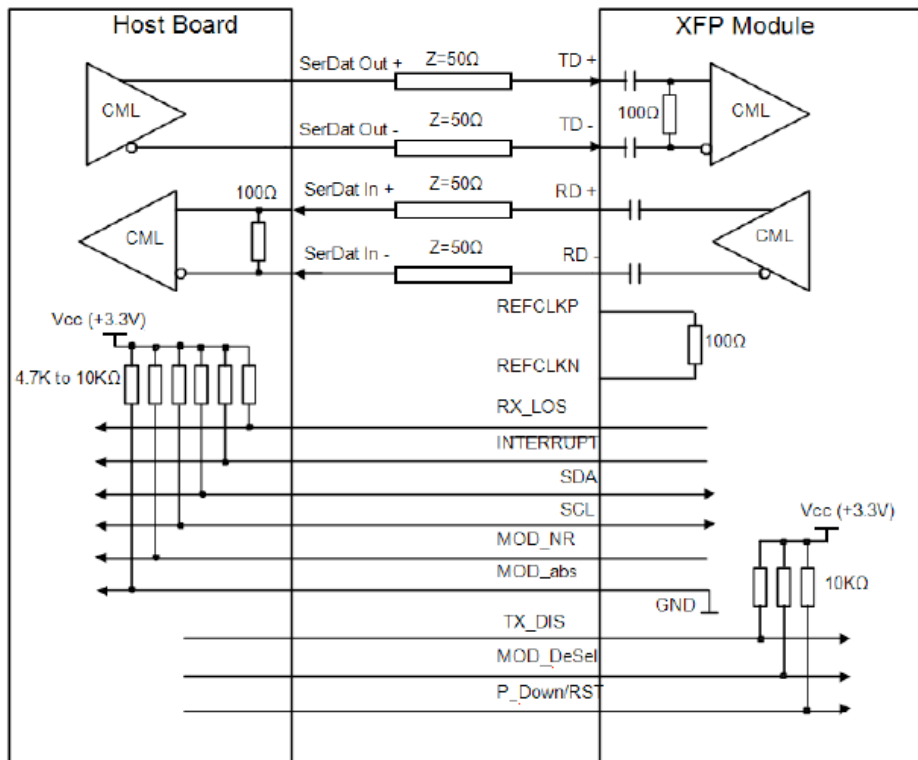 Host Board
XFP Module
SerDat Out +
Z=50Ω
TD +
CML
100Ω
CML
SerDat Out -
Z=50Ω
TD -
100Ω
SerDat In +
Z=50Ω
RD +
CML
CML
SerDat In -
Z=50Ω
RD -
REFCLKP
Vcc (+3.3V)
100Ω
REFCLKN
4.7K to 10KΩ
RX_LOS
INTERRUPT
SDA
SCL
Vcc (+3.3V)
MOD_NR
MOD_abs
10KΩ
GND
TX_DIS
MOD_DeSel
P_Down/RST